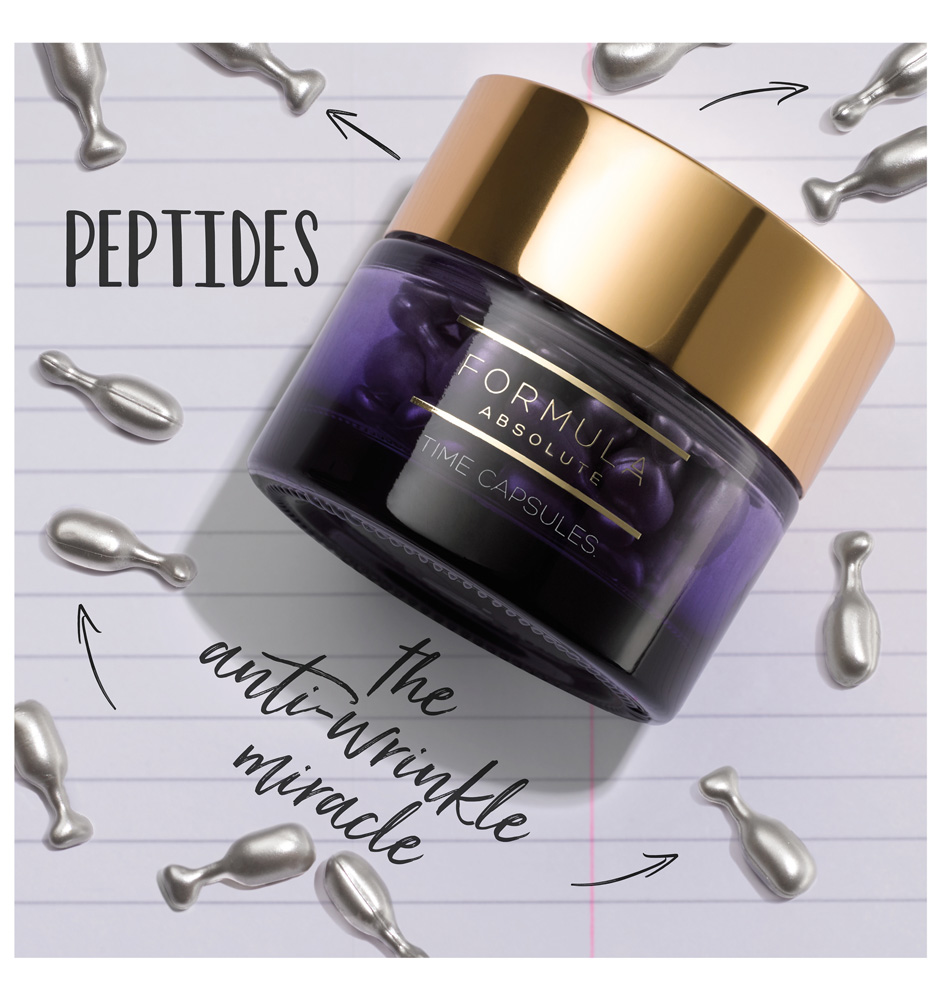 PEPTIDES
FORMULA
ABSOLUTE
TIME CAPSULES.
the
anti-wrinkle
miracle